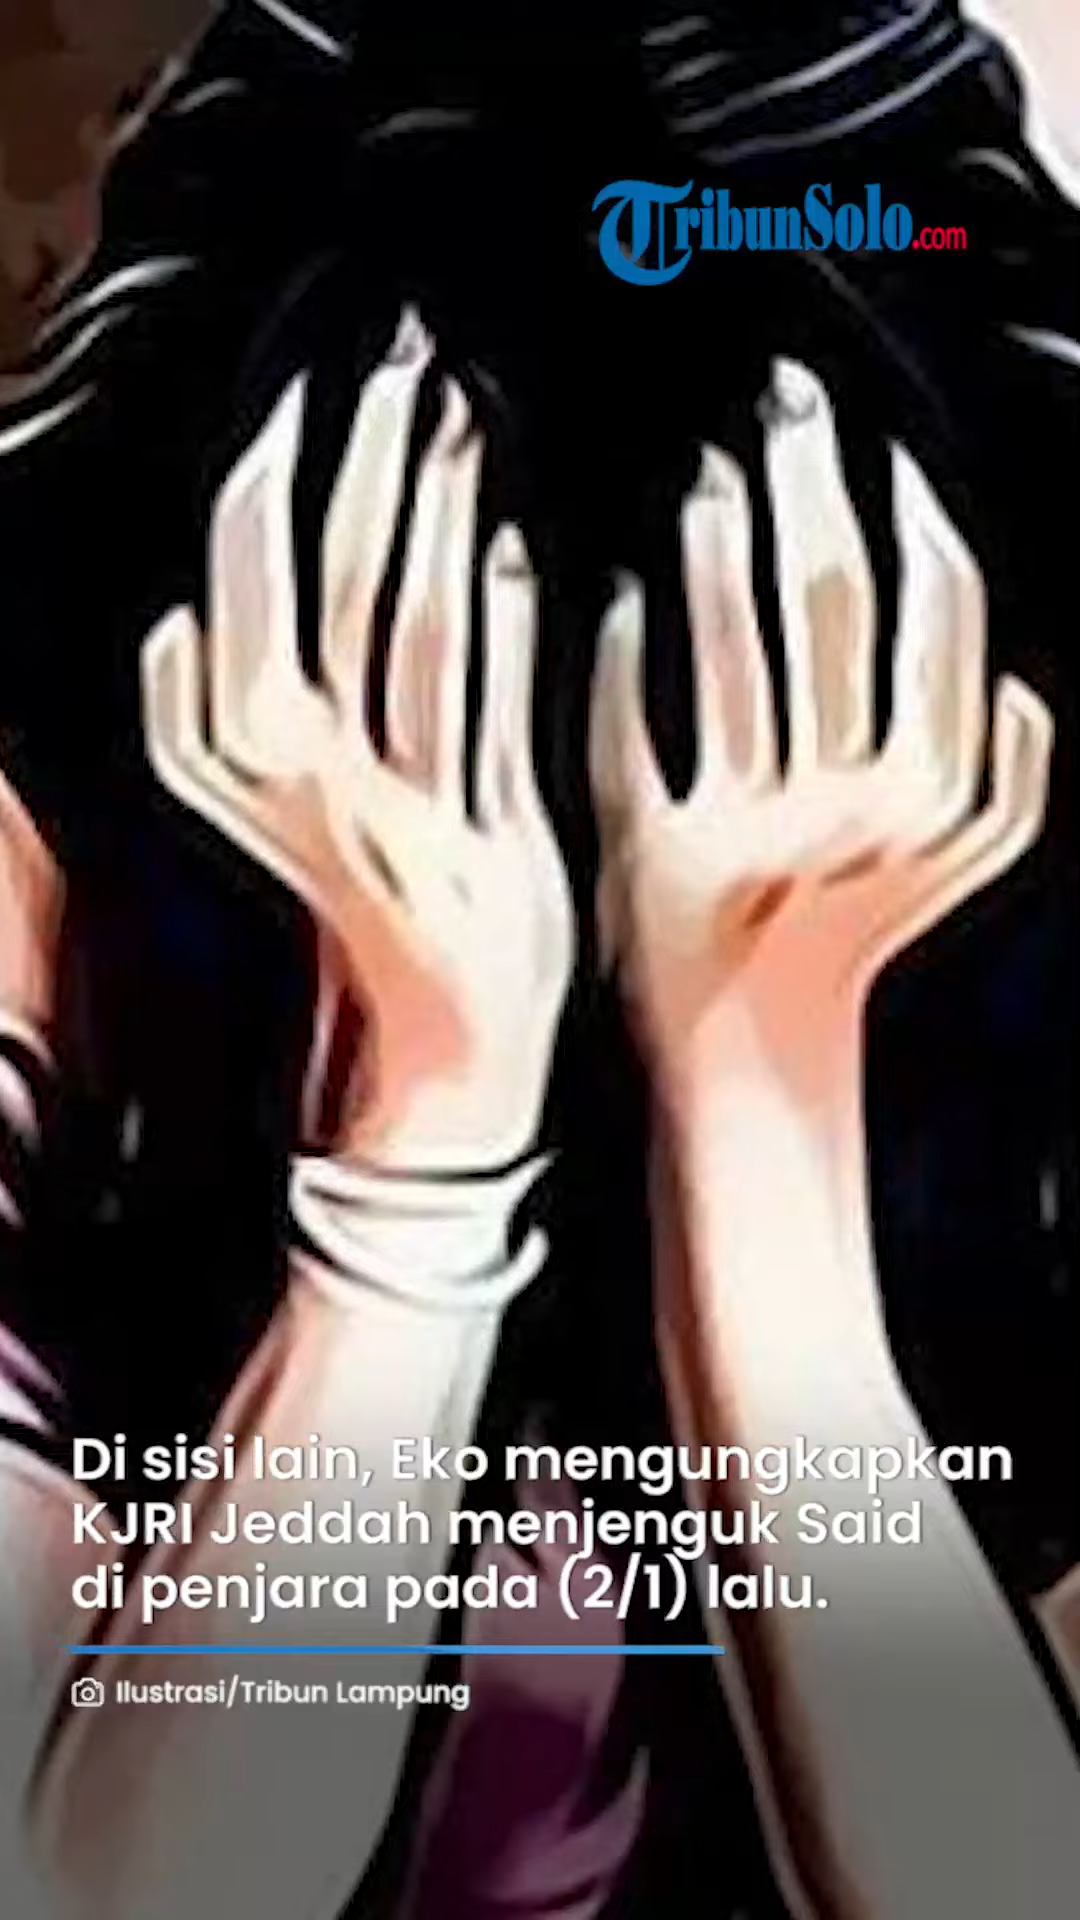 TribunSolo.com
Di sisi lain, Eko mengungkapkan
KJRI Jeddah menjenguk Said
di penjara pada (2/1) lalu.
Ilustrasi/Tribun Lampung